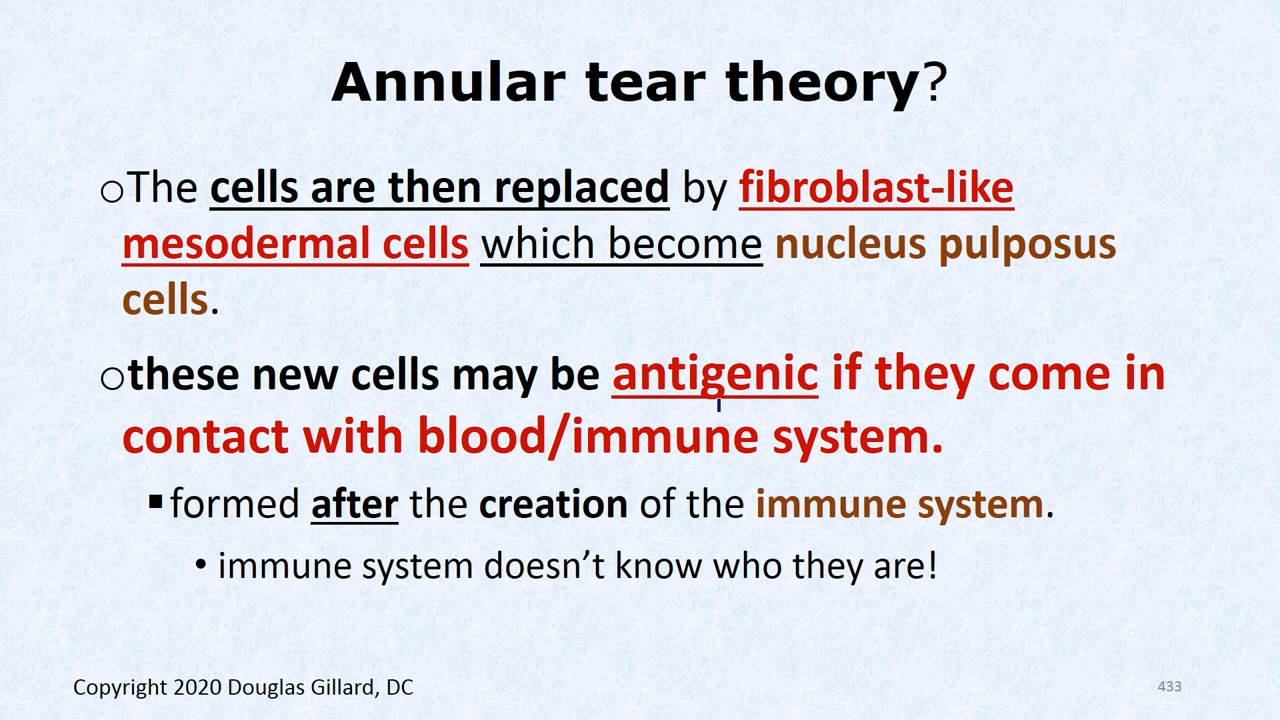 Annular tear theory?
○The cells are then replaced by fibroblast-like
mesodermal cells which become nucleus pulposus
cells.
○these new cells may be antigenic if they come in
contact with blood/immune system.
▪formed after the creation of the immune system.
• immune system doesn’t know who they are!
Copyright 2020 Douglas Gillard, DC
433